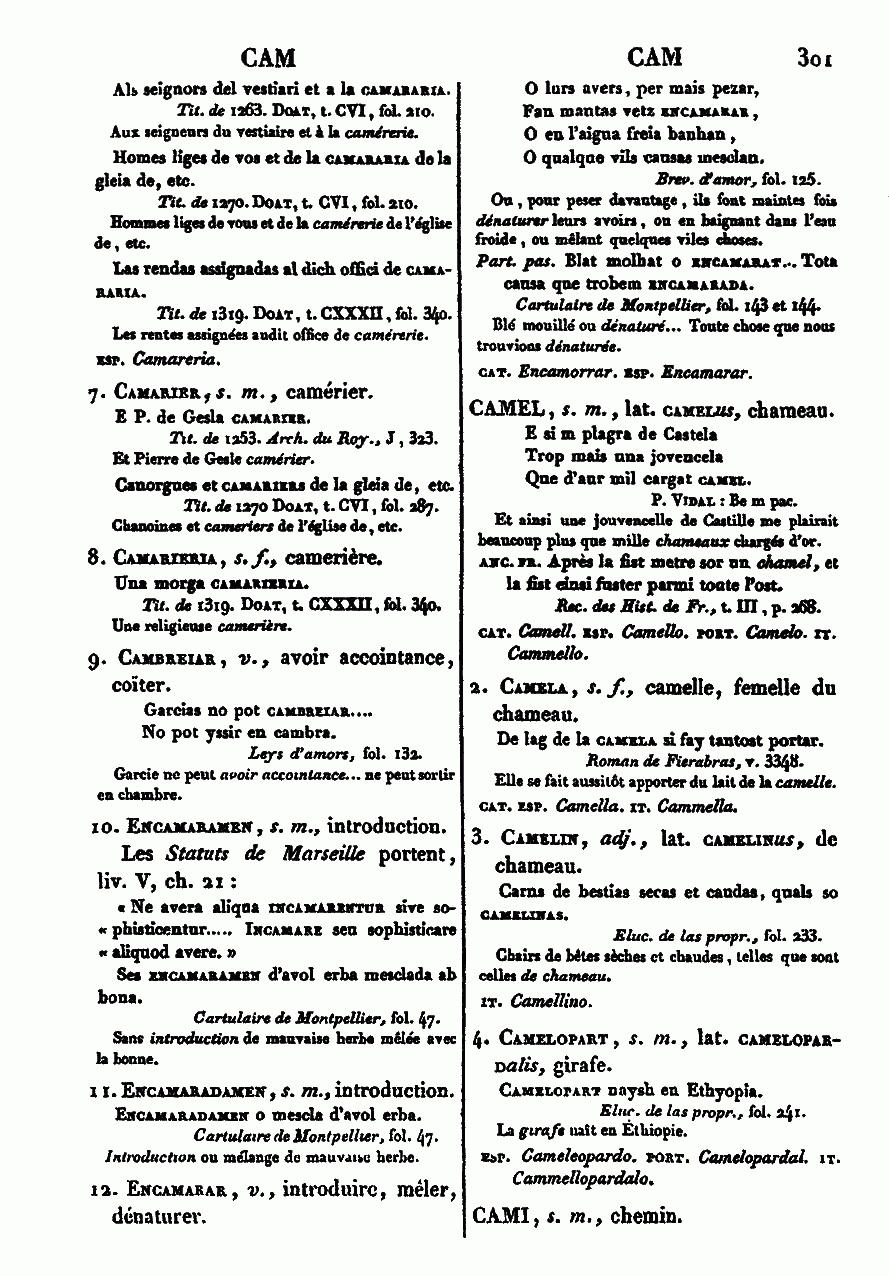 CAM
Als seignors del vestiari et a la CAMARARIA.
Tit. de 1263. DOAT, t. CVI, fol. 210.
Aux seigneurs du vestiaire et à la camérerie.
Homes liges de vos et de la CAMARARIA de la
gleia de, etc.
Tit. de 1270. DOAT, t. CVI, fol. 210.
Hommes liges de vous et de la camérerie de l'église
de, etc.
Las rendas assignadas al dich offici de CAMA-
RARIA.
Tit. de 1319. DOAT, t. CXXXII, fol. 340.
Les rentes assignées audit office de camérerie.
ESP. Camareria.
7. CAMARIER, s. m., camérier.
E P. de Gesla CAMARIER.
Tit. de 1253. Arch. du Roy., J, 323.
Et Pierre de Gesle camérier.
Canorgues et CAMARIERS de la gleia de, etc.
Tit. de 1270 DOAT, t. CVI, fol. 287.
Chanoines et cameriers de l'église de, etc.
8. CAMARIERIA, s. f., camerière.
Una morga CAMARIERIA.
Tit. de 1319. DOAT, t. CXXXII, fol. 340.
Une religieuse camerière.
9. CAMBREIAR, v., avoir accointance,
coïter.
Garcias no pot CAMBREIAR....
No pot yssir en cambra.
Leys d'amors, fol. 132.
Garcie ne peut avoir accointance... ne peut sortir
en chambre.
10. ENCAMARAMEN, s. m., introduction.
Les Statuts de Marseille portent,
liv. V, ch. 21 :
« Ne avera aliqua INCAMARENTUR sive so-
« phisticentur..... INCAMARE seu sophisticare
« aliquod avere. »
Ses ENCAMARAMEN d'avol erba mesclada ab
bona.
Cartulaire de Montpellier, fol. 47.
Sans introduction de mauvaise herbe mêlée avec
la bonne.
11. ENCAMARADAMEN, s. m., introduction.
ENCAMARADAMEN o mescla d'avol erba.
Cartulaire de Montpellier, fol. 47.
Introduction ou mélange de mauvaise herbe.
12. ENCAMARAR, v., introduire, mêler,
dénaturer.
CAM 301
O lurs avers, per mais pezar,
Fan mantas vetz ENCAMARAR,
O en l'aigua freia banhan,
O qualque vils causas mesclan.
Brev. d'amor, fol. 125.
Ou, pour peser davantage, ils font maintes fois
dénaturer leurs avoirs, ou en baignant dans l'eau
froide, ou mêlant quelques viles choses.
Part. pas. Blat molhat o ENCAMARAT... Tota
causa que trobem ENCAMARADA.
Cartulaire de Montpellier, fol. 143 et 144.
Blé mouillé ou dénaturé... Toute chose que nous
trouvions dénaturée.
CAT. Encamorrar. ESP. Encamarar.
CAMEL, s. m., lat. CAMELUS, chameau.
E si m plagra de Castela
Trop mais una jovencela
Que d'aur mil cargat CAMEL.
P. VIDAL : Be m pac.
Et ainsi une jouvencelle de Castille me plairait
beaucoup plus que mille chameaux chargés d'or.
ANC. FR. Après la fist metre sor un chamel, et
la fist einsi fuster parmi toute l'ost.
Rec. des Hist. de Fr., t. III, p. 268.
CAT. Camell. ESP. Camello. PORT. Camelo. IT.
Cammello.
2. CAMELA, s. f., camelle, femelle du
chameau.
De lag de la CAMELA si fay tantost portar.
Roman de Fierabras, v. 3348.
Elle se fait aussitôt apporter du lait de la camelle.
CAT. ESP. Camella. IT. Cammella.
3. CAMELIN, adj., lat. CAMELINUS, de
chameau.
Carns de bestias secas et caudas, quals so
CAMELINAS.
Eluc. de las propr., fol. 233.
Chairs de bêtes sèches et chaudes, telles que sont
celles de chameau.
IT. Camellino.
4. CAMELOPART, s. m., lat. CAMELOPAR-
DALIS, girafe.
CAMELOPART naysh en Ethyopia.
Eluc. de las propr., fol. 241.
La girafe naît en Éthiopie.
ESP. Cameleopardo. PORT. Camelopardal. IT.
Cammellopardalo.
CAMI, s. m., chemin.